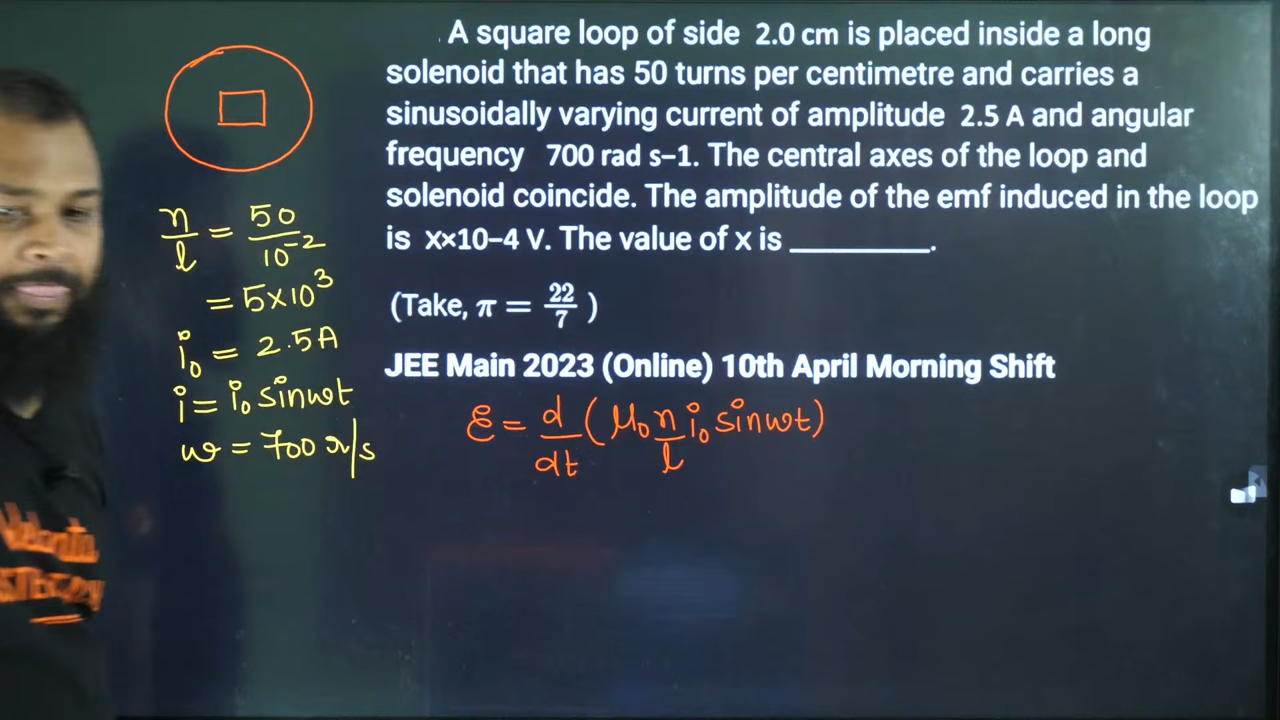 A square loop of side 2.0 cm is placed inside a long
solenoid that has 50 turns per centimetre and carries a
sinusoidally varying current of amplitude 2.5 A and angular
frequency 700 rad s−1. The central axes of the loop and
solenoid coincide. The amplitude of the emf induced in the loop
is x×10−4 V. The value of x is ________.
(Take, π = 22/7 )
JEE Main 2023 (Online) 10th April Morning Shift
n/l = 50/10⁻²
= 5×10³
i₀ = 2.5A
i = i₀ sinωt
ω = 700 r/s
ℰ = d/dt (μ₀ n/l i₀ sinωt)